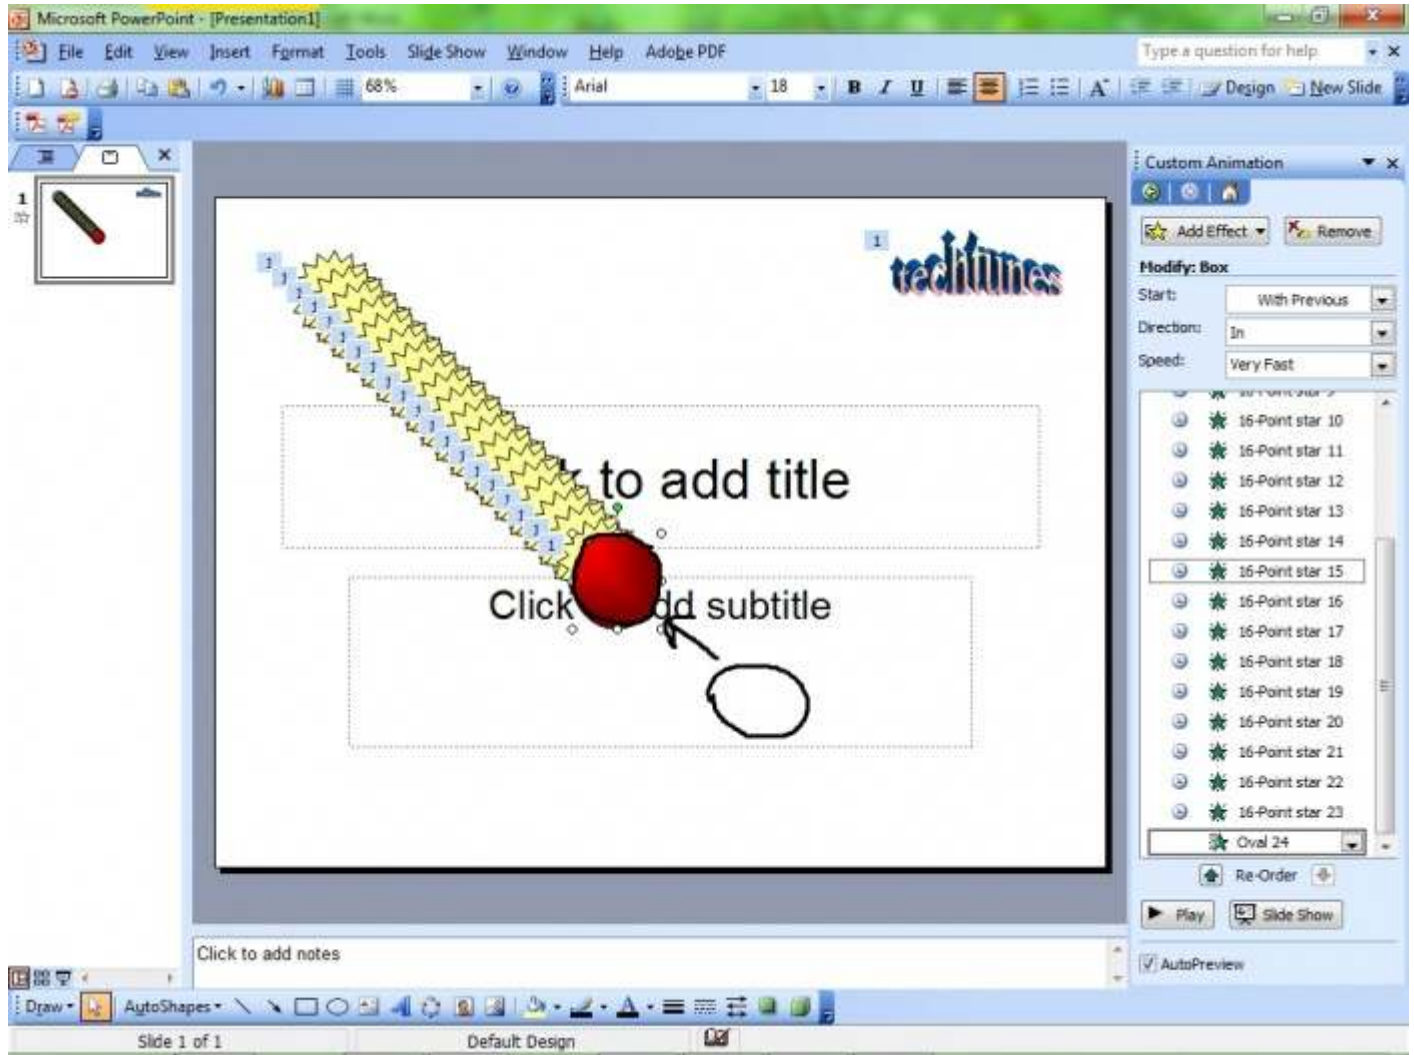 Microsoft PowerPoint - [Presentation1]
File Edit View Insert Format Tools Slide Show Window Help Adobe PDF Type a question for help
68% Arial 18 B I U A Design New Slide
Custom Animation
1
Add Effect Remove
1 techtunes
Modify: Box
Start: With Previous
Direction: In
Speed: Very Fast
16-Point star 10
16-Point star 11
16-Point star 12
16-Point star 13
16-Point star 14
16-Point star 15
16-Point star 16
16-Point star 17
16-Point star 18
16-Point star 19
16-Point star 20
16-Point star 21
16-Point star 22
16-Point star 23
Oval 24
k to add title
Click dd subtitle
Re-Order
Play Slide Show
Click to add notes
AutoPreview
Draw AutoShapes A
Slide 1 of 1 Default Design